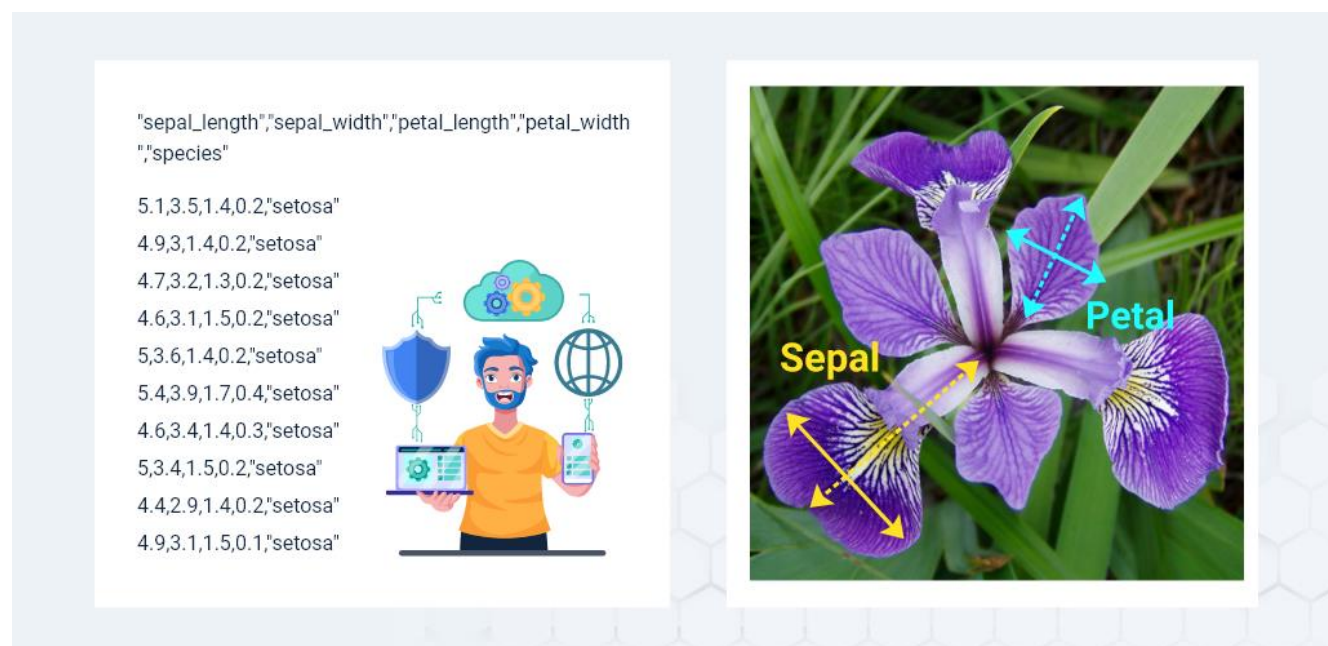 "sepal_length","sepal_width","petal_length","petal_width
","species"
5.1,3.5,1.4,0.2,"setosa"
4.9,3,1.4,0.2,"setosa"
4.7,3.2,1.3,0.2,"setosa"
4.6,3.1,1.5,0.2,"setosa"
5,3.6,1.4,0.2,"setosa"
5.4,3.9,1.7,0.4,"setosa"
4.6,3.4,1.4,0.3,"setosa"
5,3.4,1.5,0.2,"setosa"
4.4,2.9,1.4,0.2,"setosa"
4.9,3.1,1.5,0.1,"setosa"
Petal
Sepal